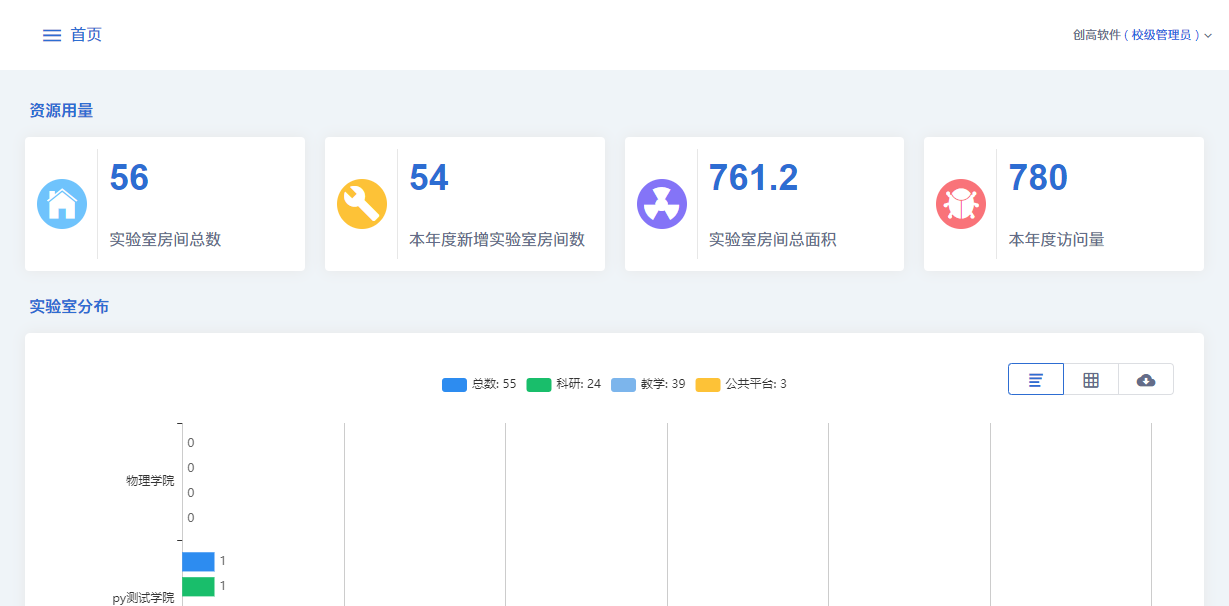 首页
创高软件 ( 校级管理员 )
资源用量
56
实验室房间总数
54
本年度新增实验室房间数
761.2
实验室房间总面积
780
本年度访问量
实验室分布
总数: 55 科研: 24 教学: 39 公共平台: 3
0
0
物理学院
0
0
1
1
py测试学院